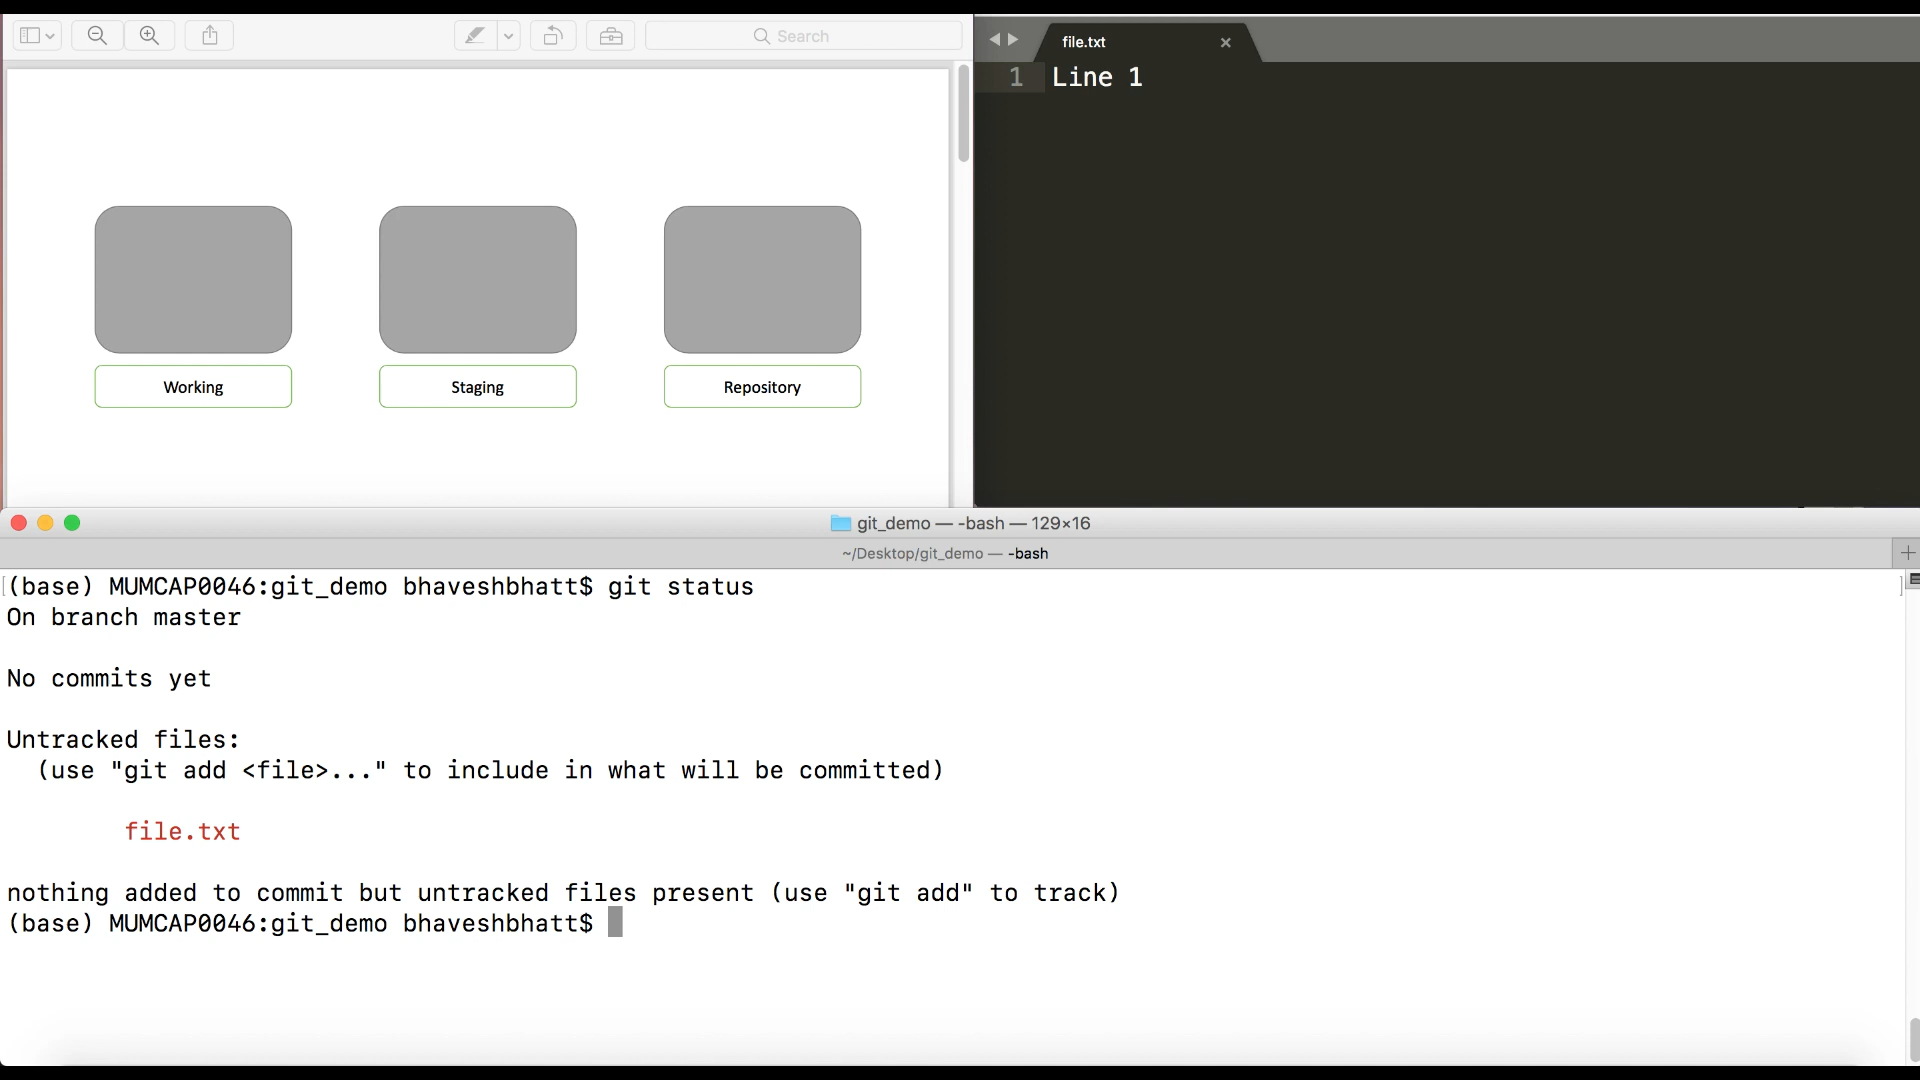 Search
Working
Staging
Repository
file.txt
1 Line 1
git_demo — -bash — 129×16
~/Desktop/git_demo — -bash
(base) MUMCAP0046:git_demo bhaveshbhatt$ git status
On branch master
No commits yet
Untracked files:
(use "git add <file>..." to include in what will be committed)
file.txt
nothing added to commit but untracked files present (use "git add" to track)
(base) MUMCAP0046:git_demo bhaveshbhatt$